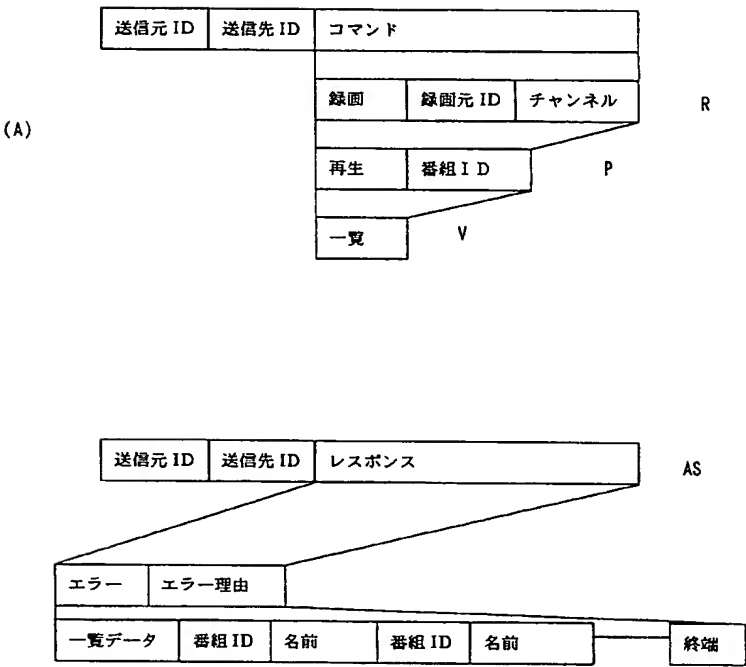 送信元 ID 送信先 ID コマンド
録画 録画元 ID チャンネル R
(A)
再生 番組 I D P
一覧 V
送信元 ID 送信先 ID レスポンス AS
エラー エラー理由
一覧データ 番組 ID 名前 番組 ID 名前 終端